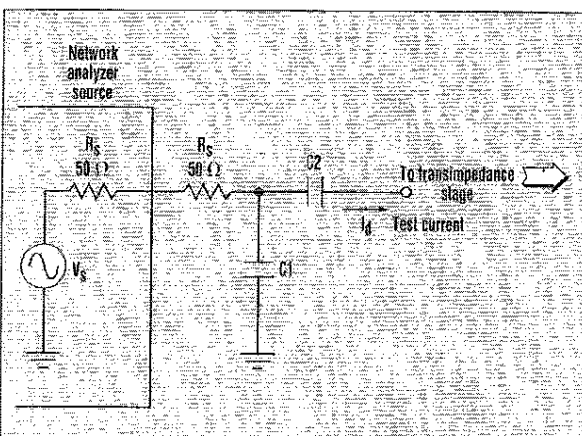 Network
analyzer
source
R_S
50 Ω
R_S
50 Ω
C2
To transimpedance
stage
I_d Test current
V_S
C1